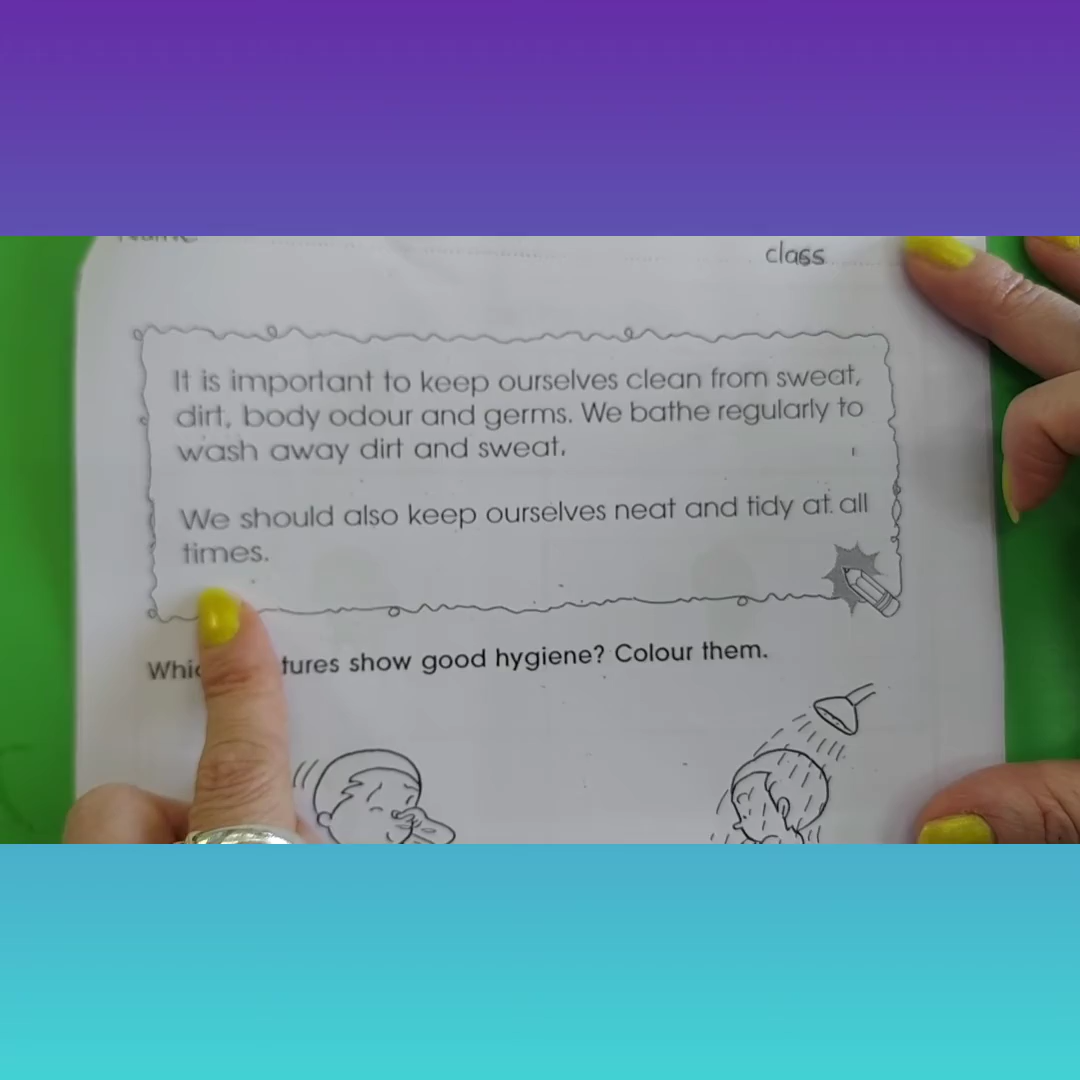 class
It is important to keep ourselves clean from sweat,
dirt, body odour and germs. We bathe regularly to
wash away dirt and sweat.
We should also keep ourselves neat and tidy at all
times.
show good hygiene? Colour them.